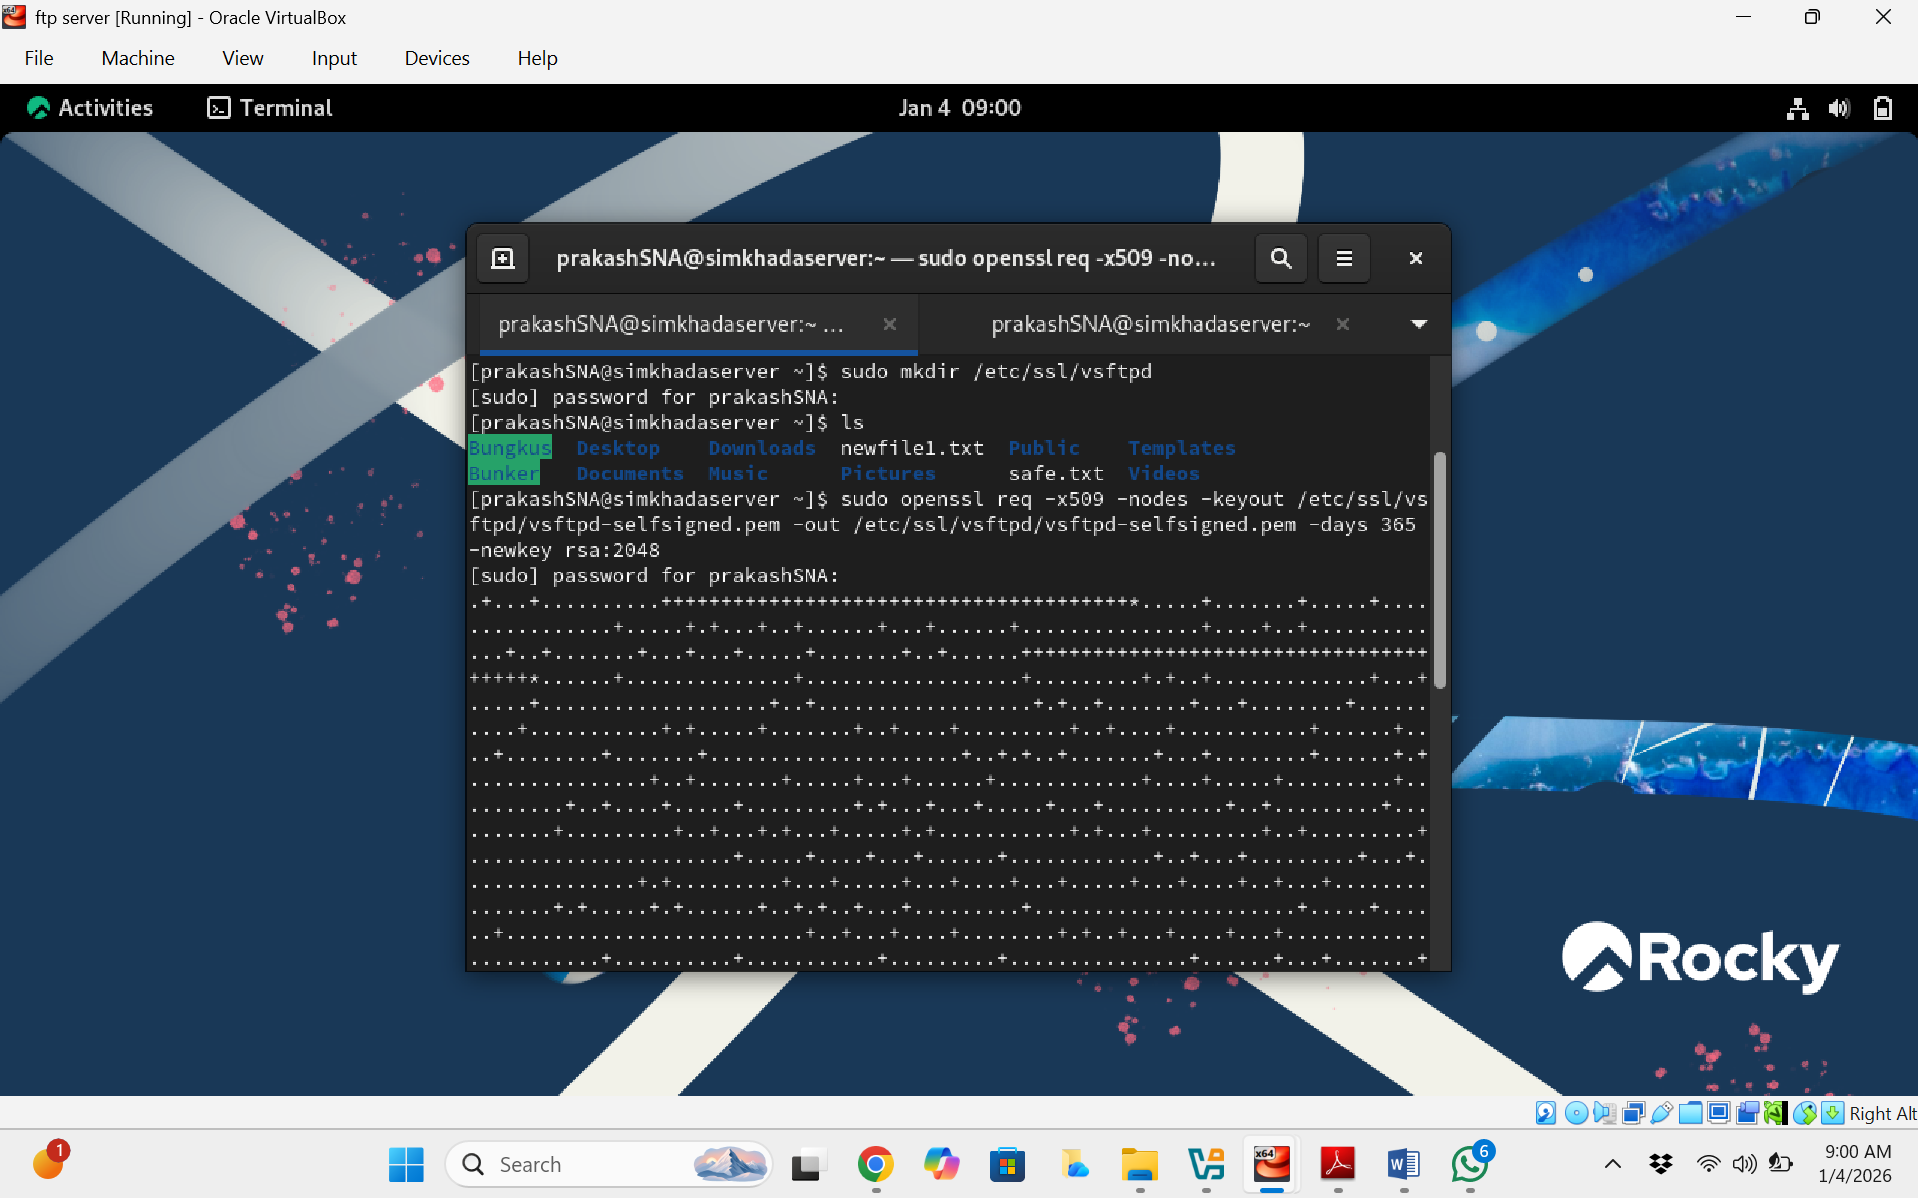 ftp server [Running] - Oracle VirtualBox
File Machine View Input Devices Help
Activities Terminal Jan 4 09:00
prakashSNA@simkhadaserver:~ — sudo openssl req -x509 -no...
prakashSNA@simkhadaserver:~ ... prakashSNA@simkhadaserver:~
[prakashSNA@simkhadaserver ~]$ sudo mkdir /etc/ssl/vsftpd
[sudo] password for prakashSNA:
[prakashSNA@simkhadaserver ~]$ ls
Bungkus Desktop Downloads newfile1.txt Public Templates
Bunker Documents Music Pictures safe.txt Videos
[prakashSNA@simkhadaserver ~]$ sudo openssl req -x509 -nodes -keyout /etc/ssl/vs
ftpd/vsftpd-selfsigned.pem -out /etc/ssl/vsftpd/vsftpd-selfsigned.pem -days 365
-newkey rsa:2048
[sudo] password for prakashSNA:
Rocky
Right Alt
1
Search
x64
6
9:00 AM
1/4/2026